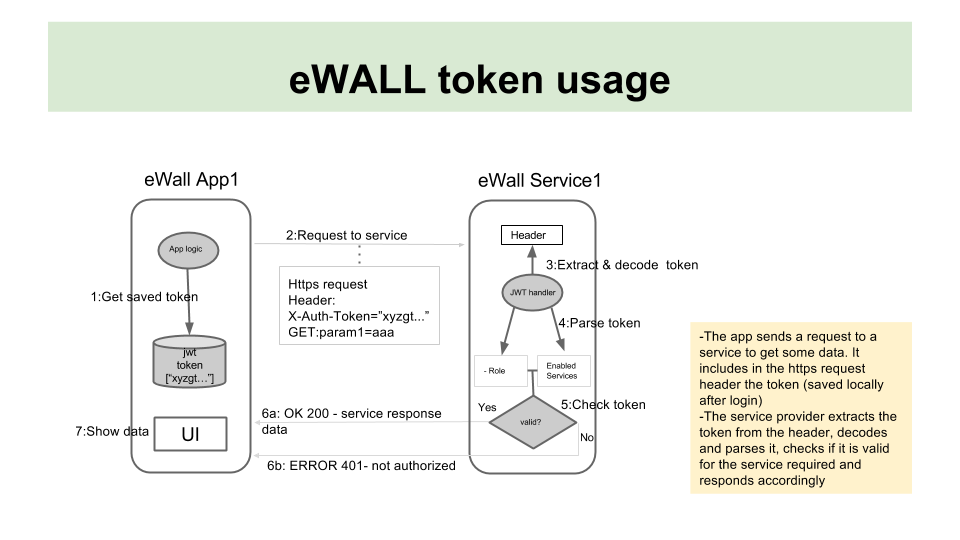 eWALL token usage
eWall App1
eWall Service1
App logic
1:Get saved token
jwt
token
["xyzgt…"]
7:Show data
UI
2:Request to service
Https request
Header:
X-Auth-Token=”xyzgt...”
GET:param1=aaa
Header
3:Extract & decode  token
JWT handler
4:Parse token
- Role
Enabled
Services
5:Check token
valid?
Yes
No
6a: OK 200 - service response
data
6b: ERROR 401- not authorized
-The app sends a request to a
service to get some data. It
includes in the https request
header the token (saved locally
after login)
-The service provider extracts the
token from the header, decodes
and parses it, checks if it is valid
for the service required and
responds accordingly